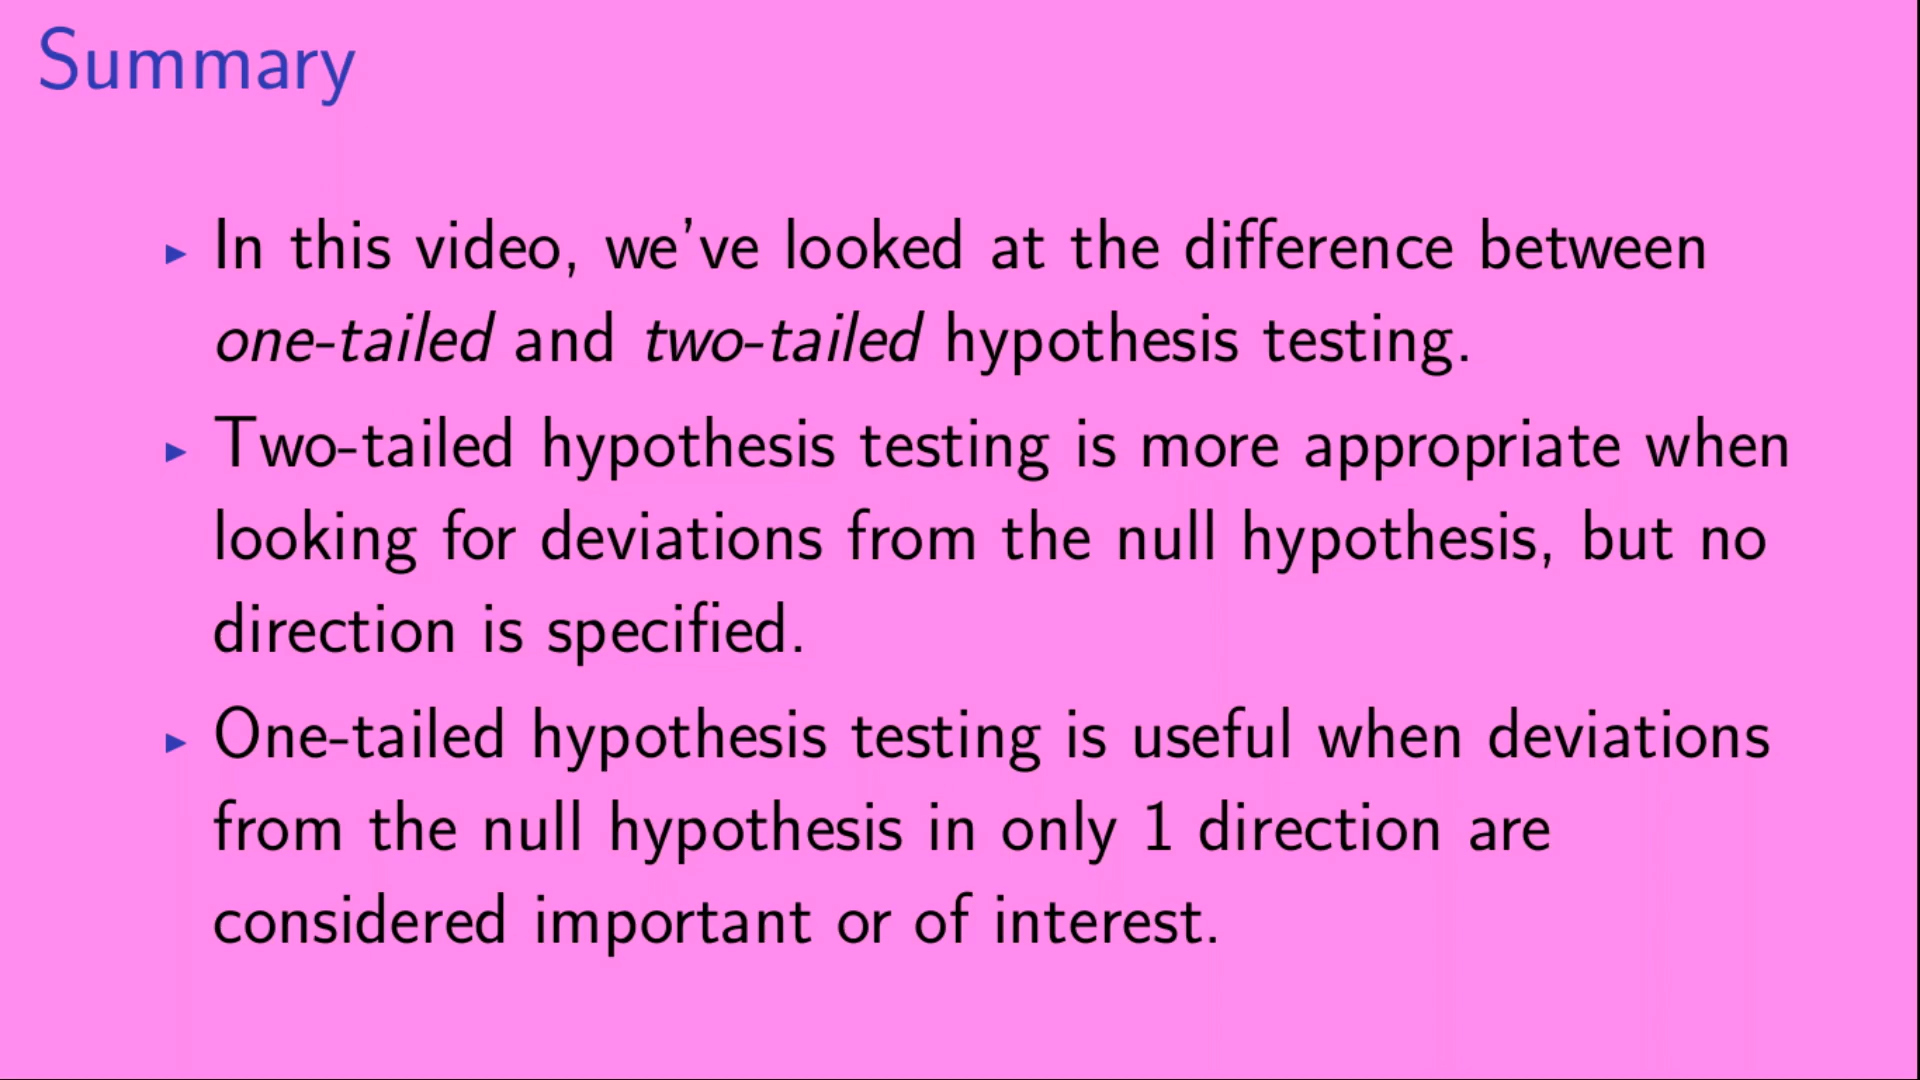 Summary
▸ In this video, we've looked at the difference between
one-tailed and two-tailed hypothesis testing.
▸ Two-tailed hypothesis testing is more appropriate when
looking for deviations from the null hypothesis, but no
direction is specified.
▸ One-tailed hypothesis testing is useful when deviations
from the null hypothesis in only 1 direction are
considered important or of interest.